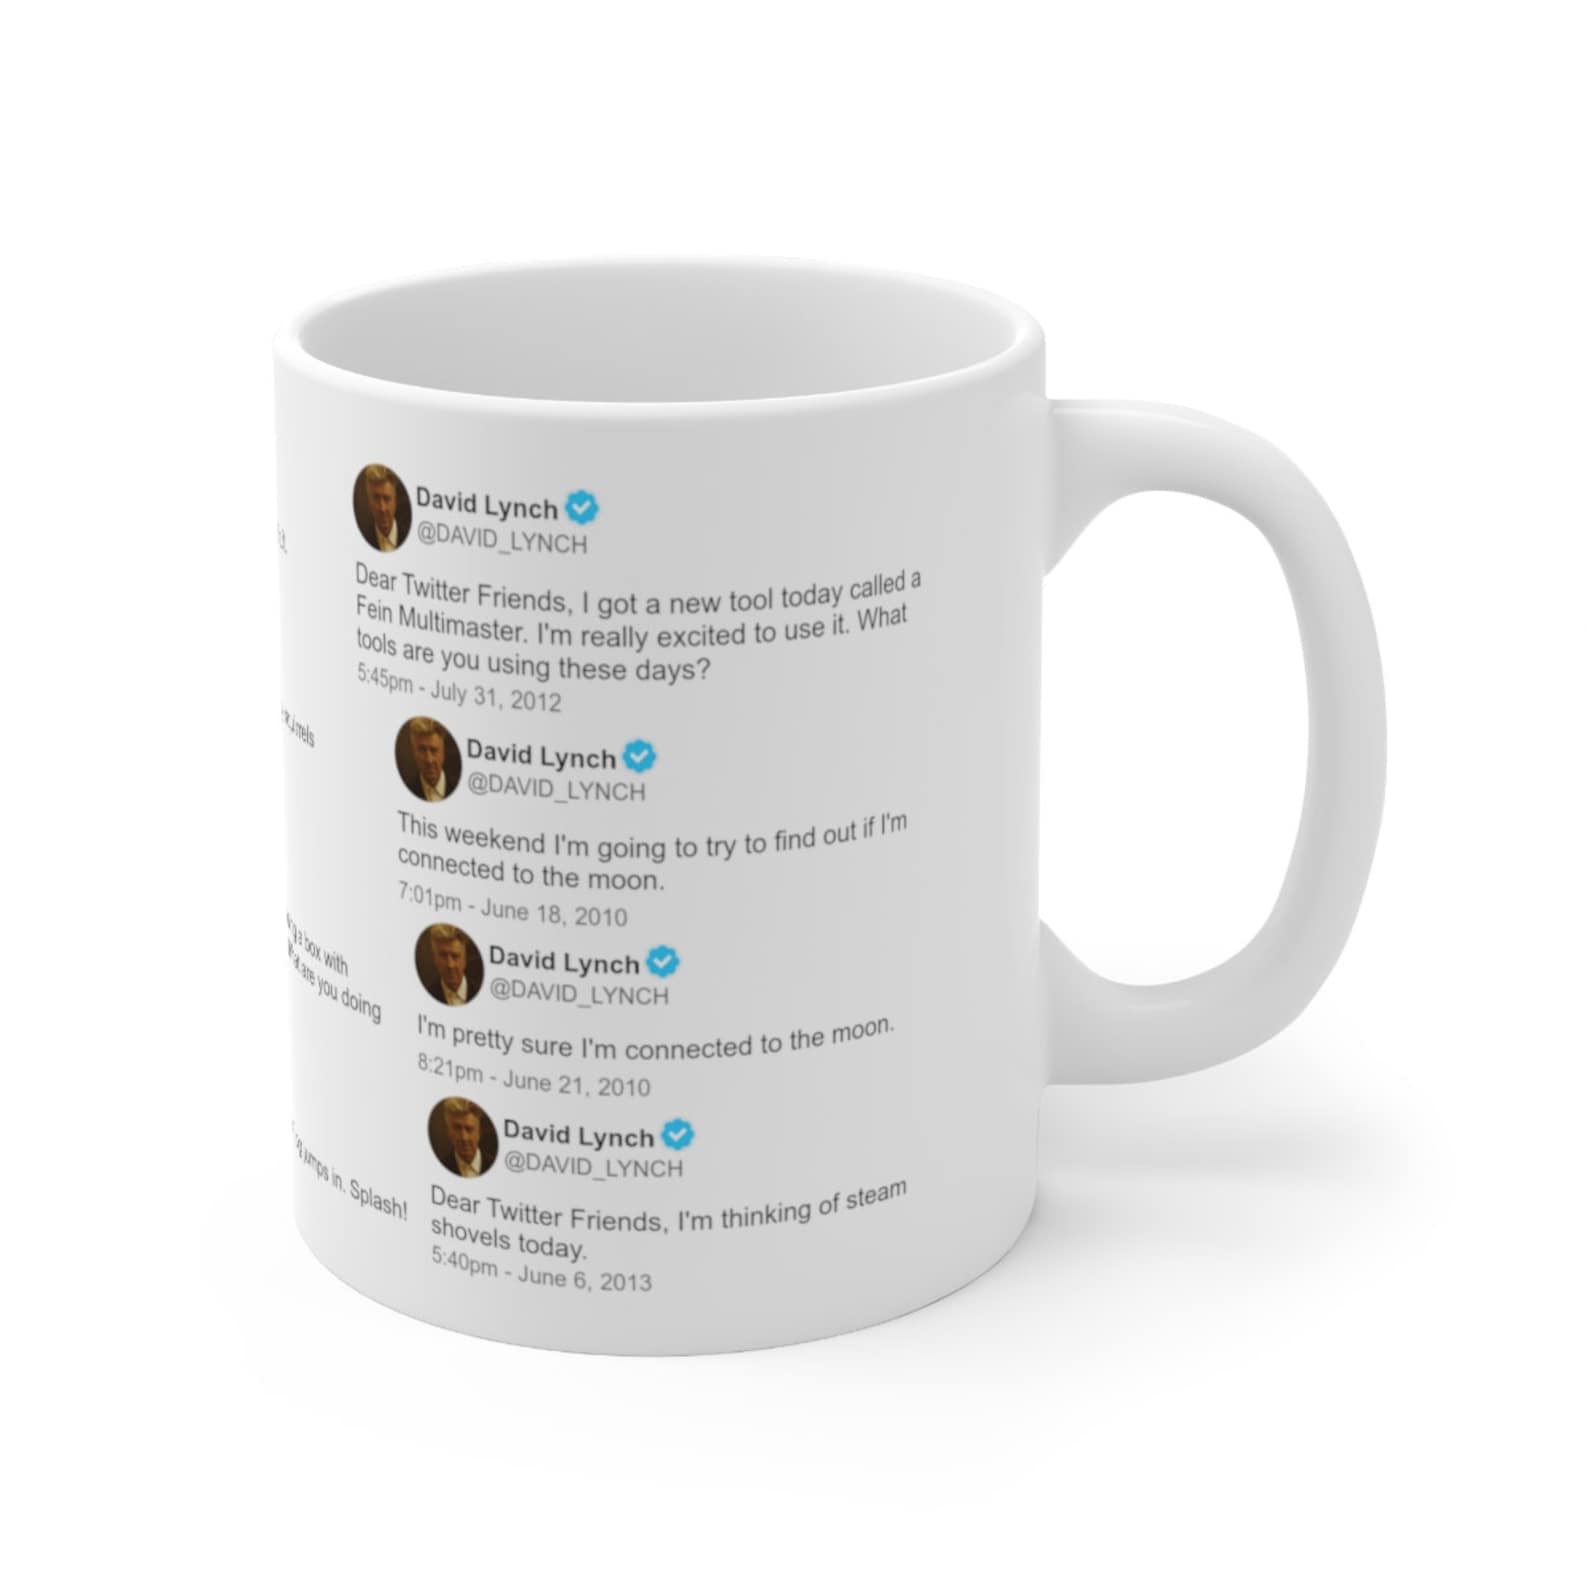 David Lynch
@DAVID_LYNCH
Dear Twitter Friends, I got a new tool today called a
Fein Multimaster. I'm really excited to use it. What
tools are you using these days?
5:45pm - July 31, 2012
David Lynch
@DAVID_LYNCH
This weekend I'm going to try to find out if I'm
connected to the moon.
7:01pm - June 18, 2010
David Lynch
@DAVID_LYNCH
I'm pretty sure I'm connected to the moon.
8:21pm - June 21, 2010
David Lynch
@DAVID_LYNCH
Dear Twitter Friends, I'm thinking of steam
shovels today.
5:40pm - June 6, 2013
a box with
are you doing
jumps in. Splash!